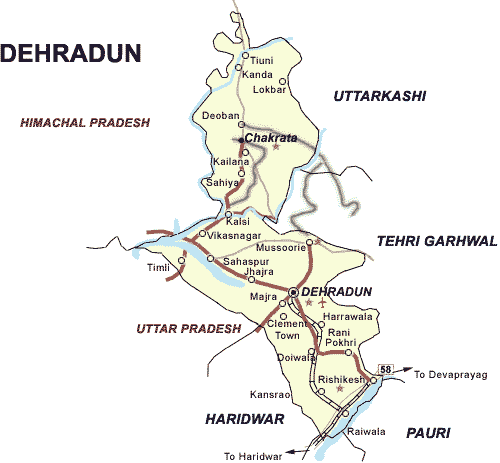 DEHRADUN
Tiuni
Kanda
Lokbar
UTTARKASHI
HIMACHAL PRADESH
Deoban
Chakrata
Kailana
Sahiya
Kalsi
Vikasnagar
Mussoorie
TEHRI GARHWAL
Timli
Sahaspur
Jhajra
DEHRADUN
Majra
Harrawala
UTTAR PRADESH
Clement
Town
Rani
Pokhri
Doiwala
58
To Devaprayag
Rishikesh
Kansrao
HARIDWAR
Raiwala
PAURI
To Haridwar